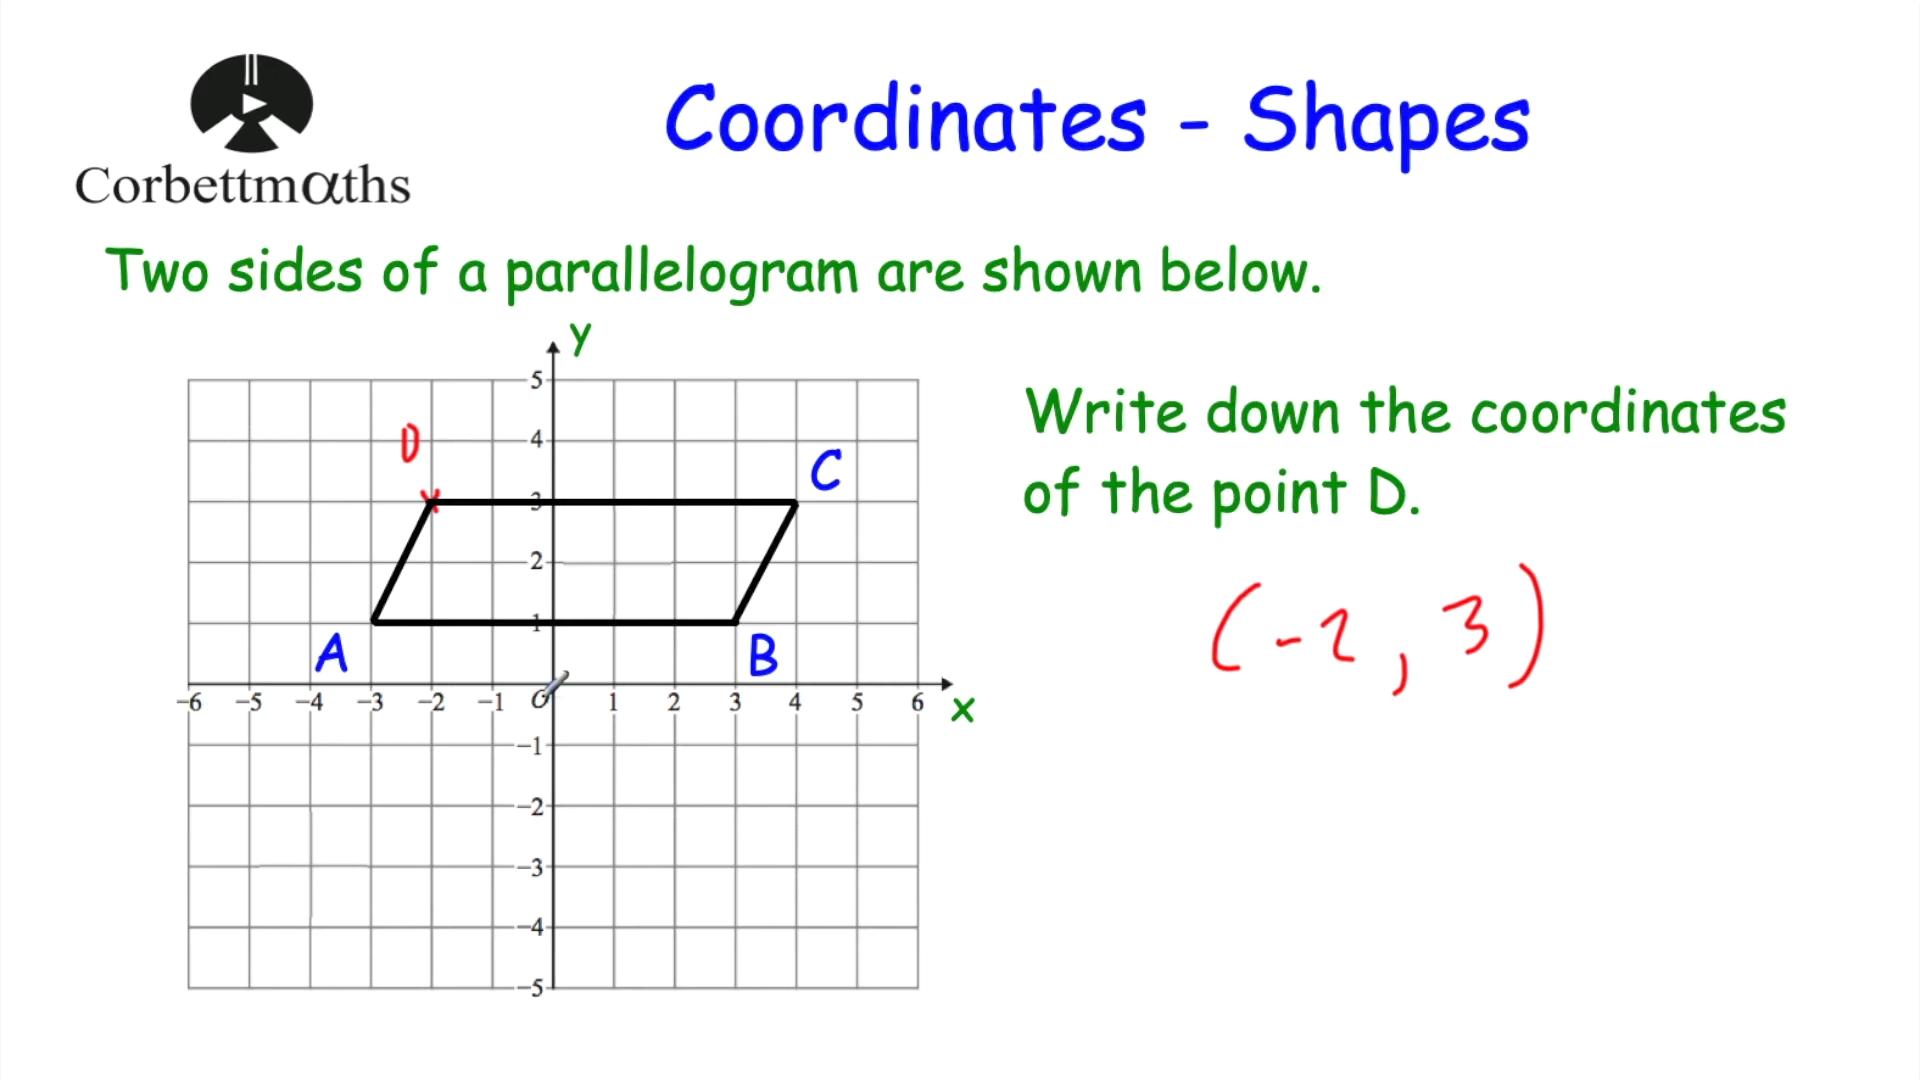 Corbettmαths
Coordinates - Shapes
Two sides of a parallelogram are shown below.
y
5
4
D
C
3
2
1
A
B
−6 −5 −4 −3 −2 −1 O 1 2 3 4 5 6 x
−1
−2
−3
−4
−5
Write down the coordinates
of the point D.
(-2, 3)